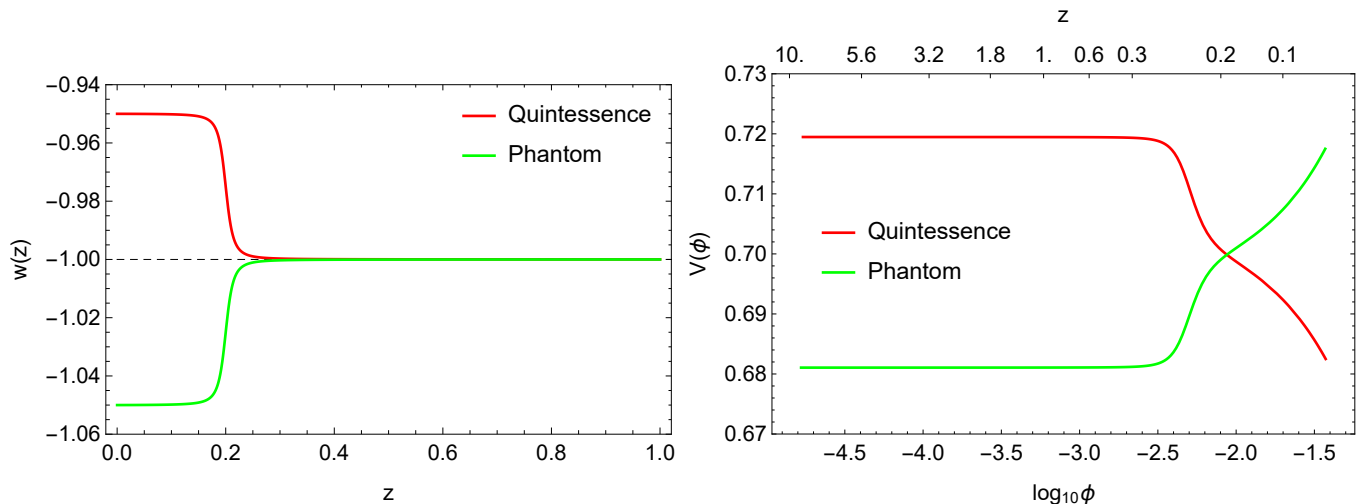 −0.94
−0.96
−0.98
−1.00
−1.02
−1.04
−1.06
w(z)
Quintessence
Phantom
0.0 0.2 0.4 0.6 0.8 1.0
z
z
10. 5.6 3.2 1.8 1. 0.6 0.3 0.2 0.1
0.73
0.72
0.71
0.70
0.69
0.68
0.67
V(ϕ)
Quintessence
Phantom
−4.5 −4.0 −3.5 −3.0 −2.5 −2.0 −1.5
log₁₀ϕ